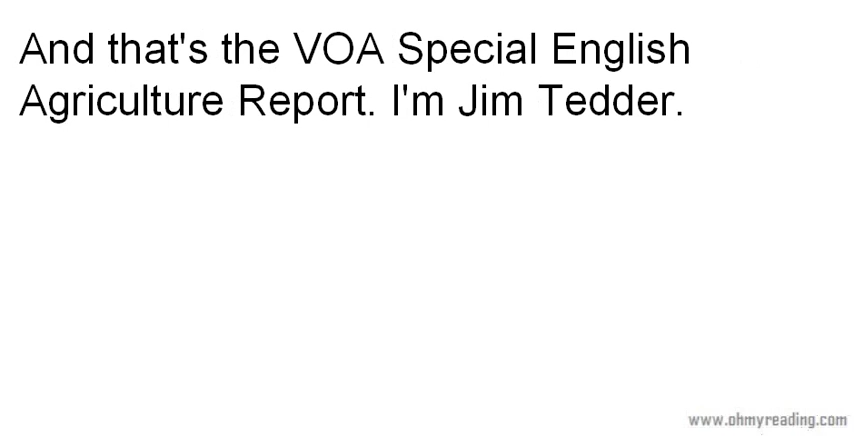 And that's the VOA Special English
Agriculture Report. I'm Jim Tedder.
www.ohmyreading.com